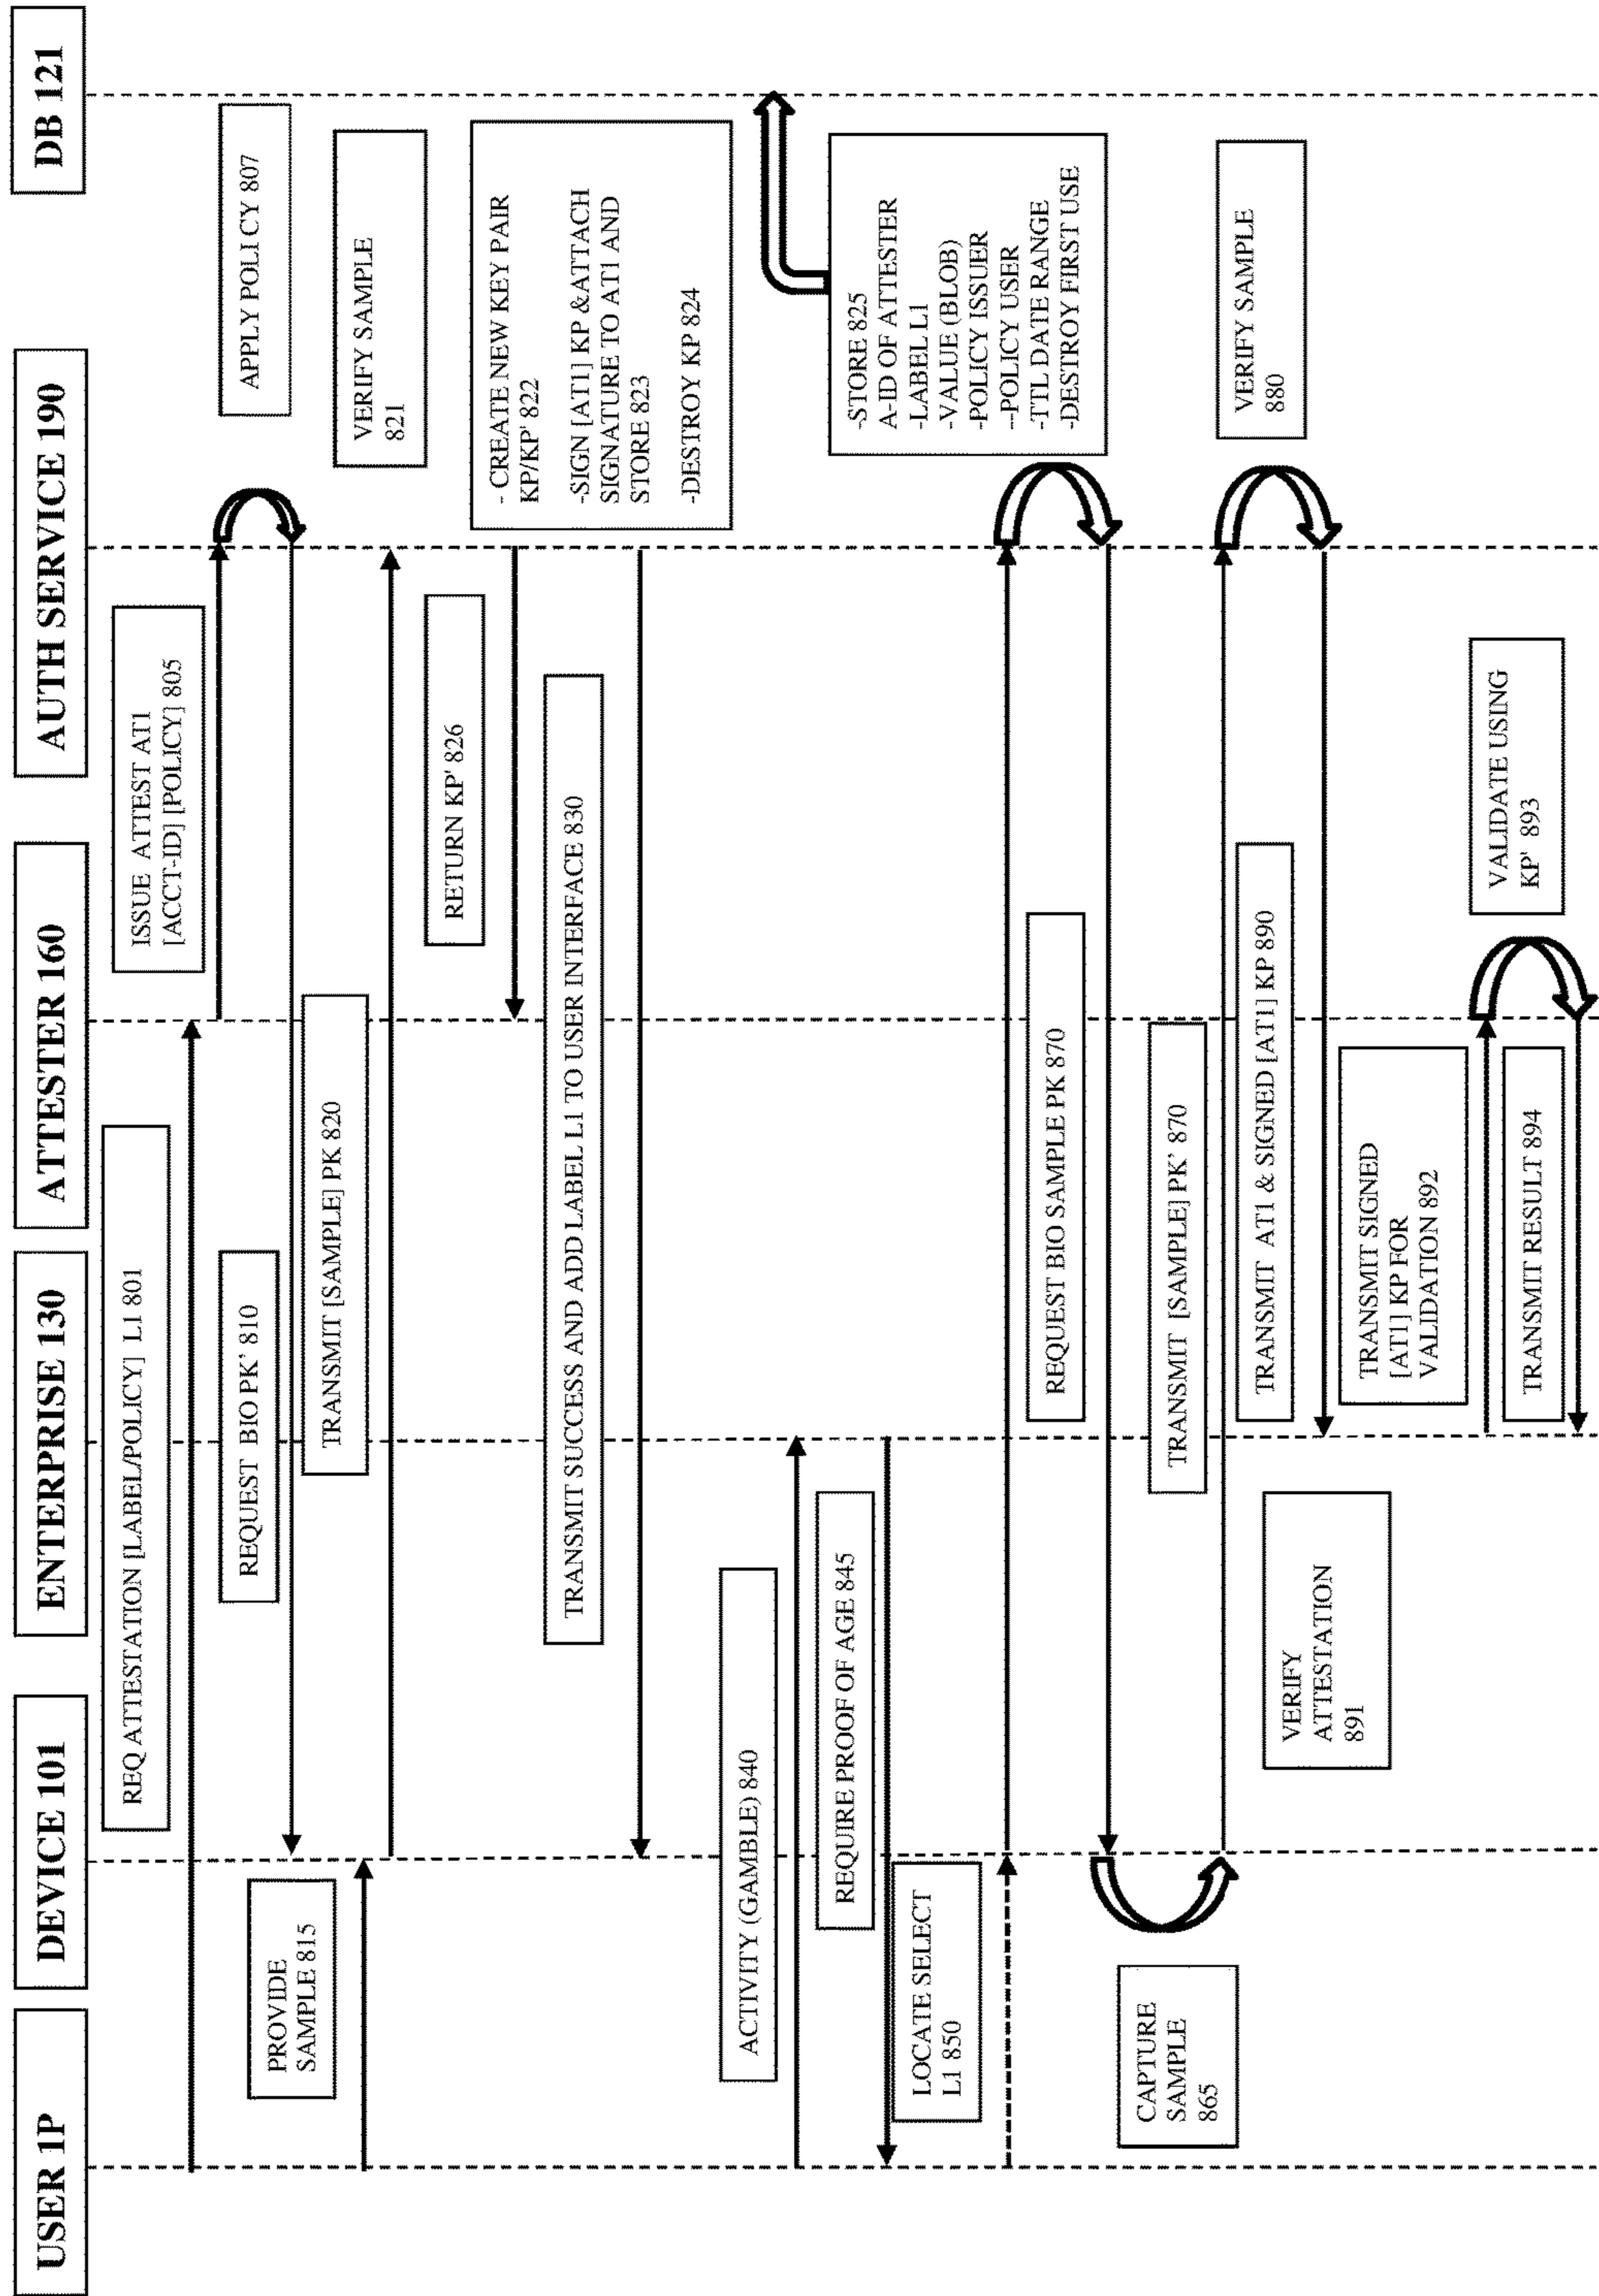 USER 1P
DEVICE 101
ENTERPRISE 130
ATTESTER 160
AUTH SERVICE 190
DB 121
REQ ATTESTATION [LABEL/POLICY] L1 801
ISSUE ATTEST AT1
[ACCT-ID] [POLICY] 805
APPLY POLICY 807
REQUEST BIO PK' 810
PROVIDE
SAMPLE 815
TRANSMIT [SAMPLE] PK 820
VERIFY SAMPLE
821
- CREATE NEW KEY PAIR
KP/KP' 822
-SIGN [AT1] KP &ATTACH
SIGNATURE TO AT1 AND
STORE 823
-DESTROY KP 824
RETURN KP' 826
TRANSMIT SUCCESS AND ADD LABEL L1 TO USER INTERFACE 830
-STORE 825
A-ID OF ATTESTER
-LABEL L1
-VALUE (BLOB)
-POLICY ISSUER
--POLICY USER
-TTL DATE RANGE
-DESTROY FIRST USE
ACTIVITY (GAMBLE) 840
REQUIRE PROOF OF AGE 845
LOCATE SELECT
L1 850
REQUEST BIO SAMPLE PK 870
CAPTURE
SAMPLE
865
TRANSMIT [SAMPLE] PK' 870
VERIFY SAMPLE
880
TRANSMIT AT1 & SIGNED [AT1] KP 890
VERIFY
ATTESTATION
891
TRANSMIT SIGNED
[AT1] KP FOR
VALIDATION 892
VALIDATE USING
KP' 893
TRANSMIT RESULT 894